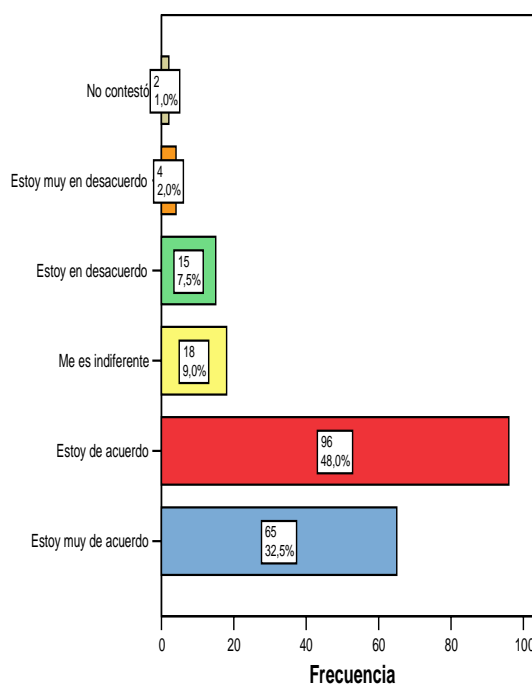 No contestó
2
1,0%
Estoy muy en desacuerdo
4
2,0%
Estoy en desacuerdo
15
7,5%
Me es indiferente
18
9,0%
Estoy de acuerdo
96
48,0%
Estoy muy de acuerdo
65
32,5%
0 20 40 60 80 100
Frecuencia